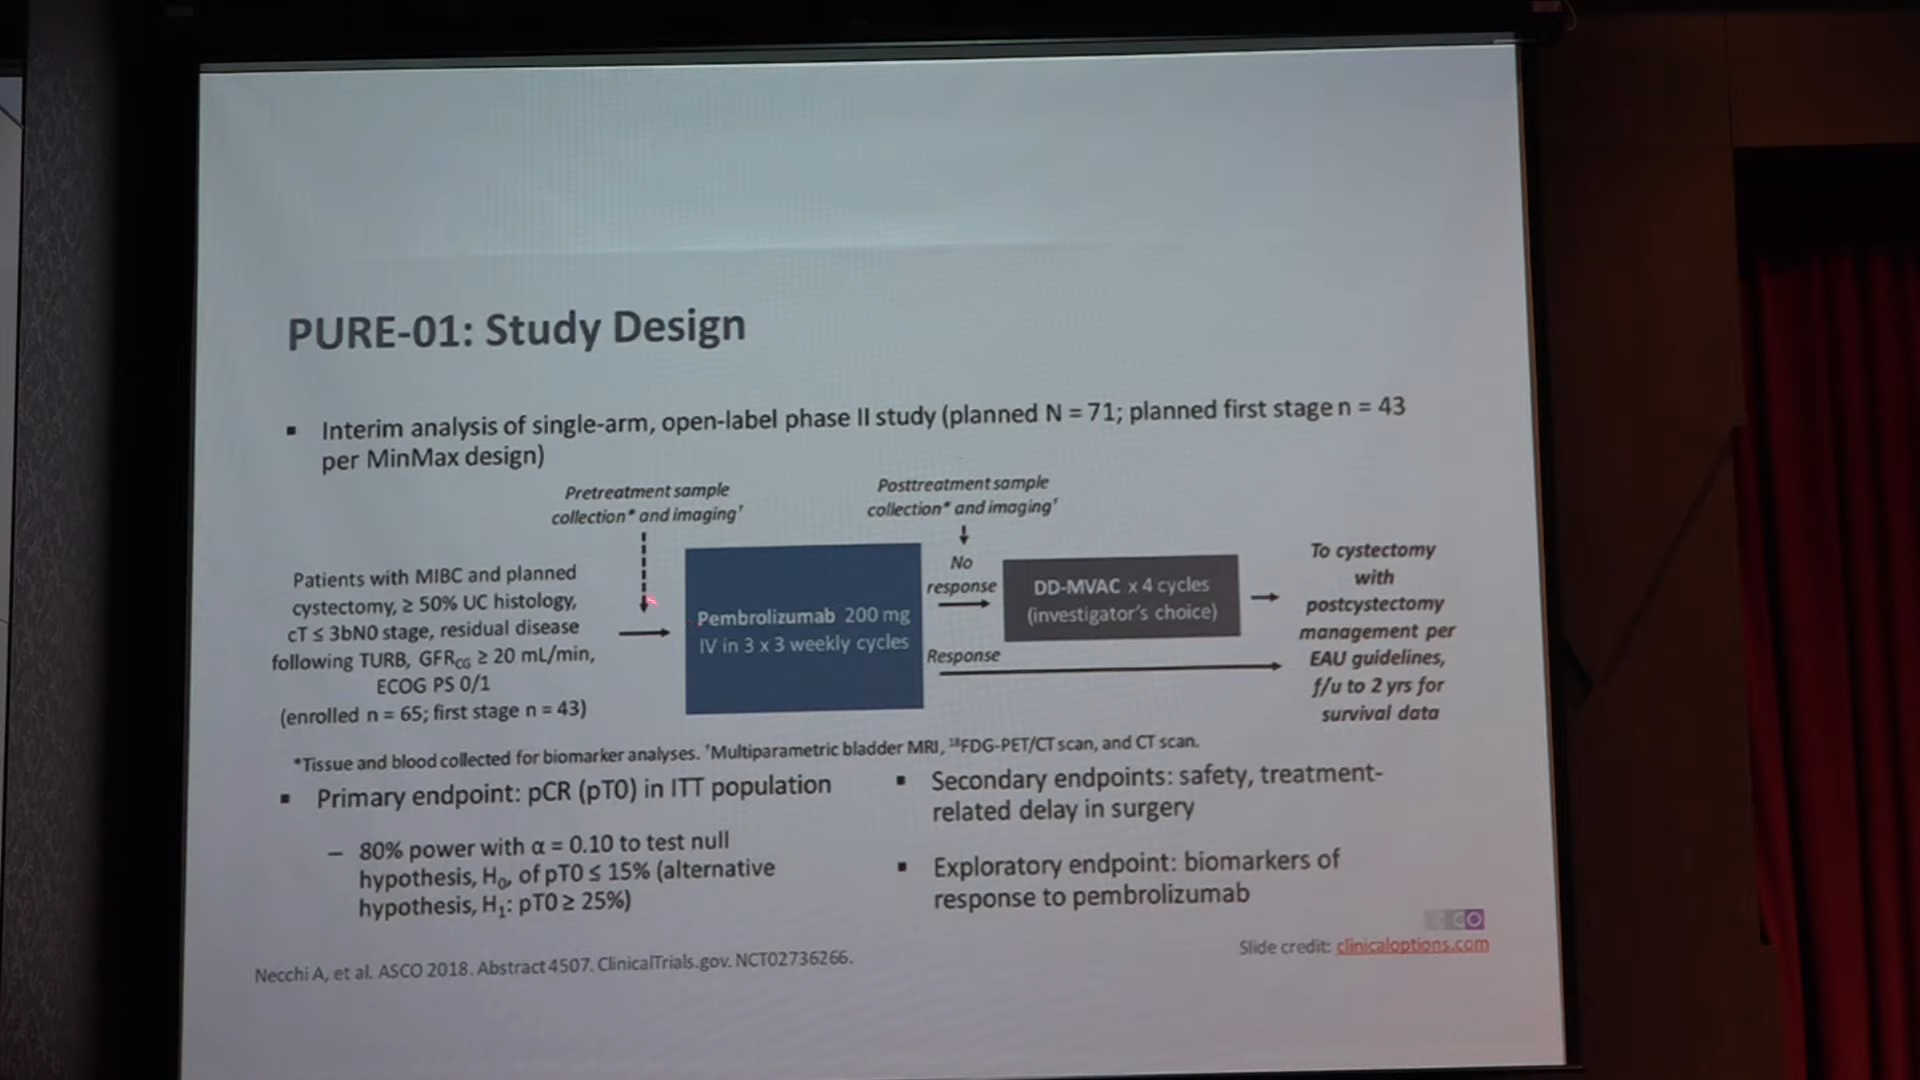 PURE-01: Study Design
▪ Interim analysis of single-arm, open-label phase II study (planned N = 71; planned first stage n = 43
per MinMax design)
Pretreatment sample
collection* and imaging†
Posttreatment sample
collection* and imaging†
Patients with MIBC and planned
cystectomy, ≥ 50% UC histology,
cT ≤ 3bN0 stage, residual disease
following TURB, GFRCG ≥ 20 mL/min,
ECOG PS 0/1
(enrolled n = 65; first stage n = 43)
Pembrolizumab 200 mg
IV in 3 x 3 weekly cycles
No
response
Response
DD-MVAC x 4 cycles
(investigator's choice)
To cystectomy
with
postcystectomy
management per
EAU guidelines,
f/u to 2 yrs for
survival data
*Tissue and blood collected for biomarker analyses. †Multiparametric bladder MRI, 18FDG-PET/CT scan, and CT scan.
▪ Primary endpoint: pCR (pT0) in ITT population
– 80% power with α = 0.10 to test null
hypothesis, H0, of pT0 ≤ 15% (alternative
hypothesis, H1: pT0 ≥ 25%)
▪ Secondary endpoints: safety, treatment-
related delay in surgery
▪ Exploratory endpoint: biomarkers of
response to pembrolizumab
CCO
Slide credit: clinicaloptions.com
Necchi A, et al. ASCO 2018. Abstract 4507. ClinicalTrials.gov. NCT02736266.